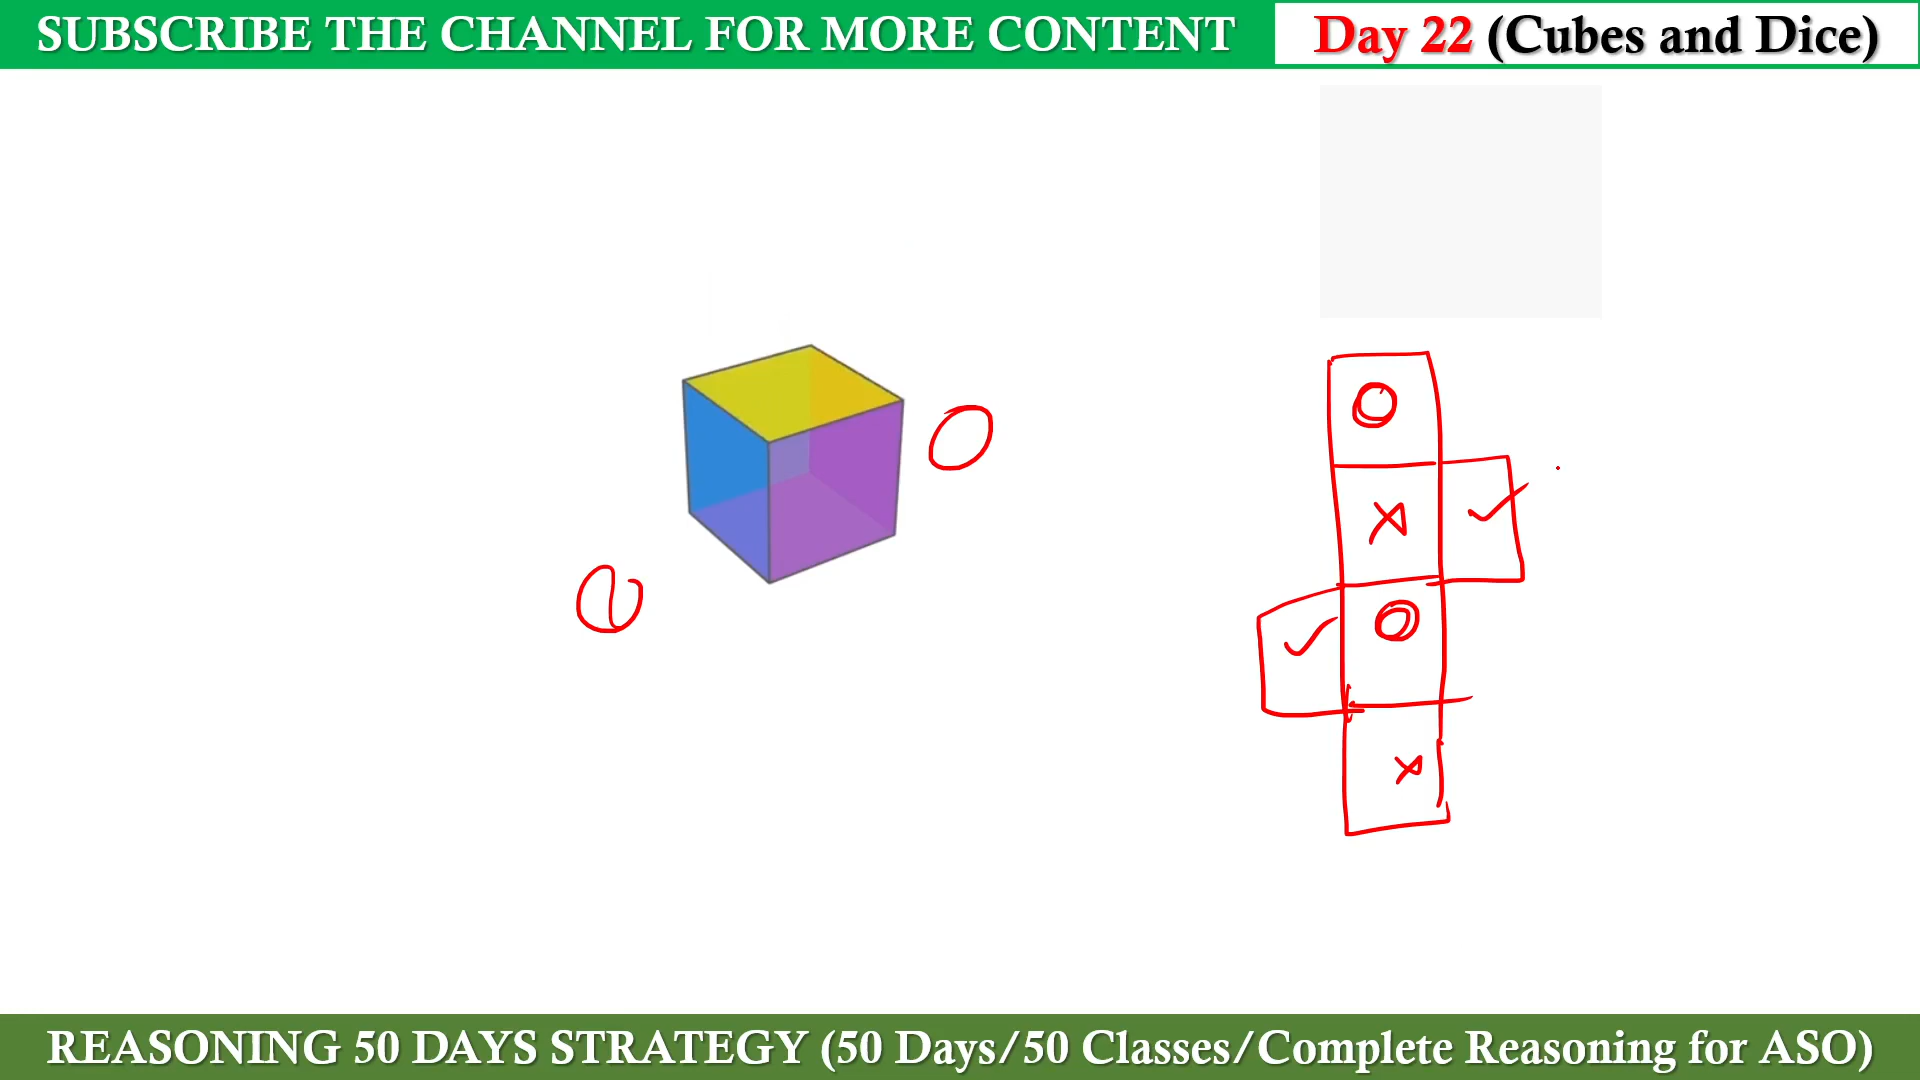 SUBSCRIBE THE CHANNEL FOR MORE CONTENT
Day 22 (Cubes and Dice)
REASONING 50 DAYS STRATEGY (50 Days/50 Classes/Complete Reasoning for ASO)